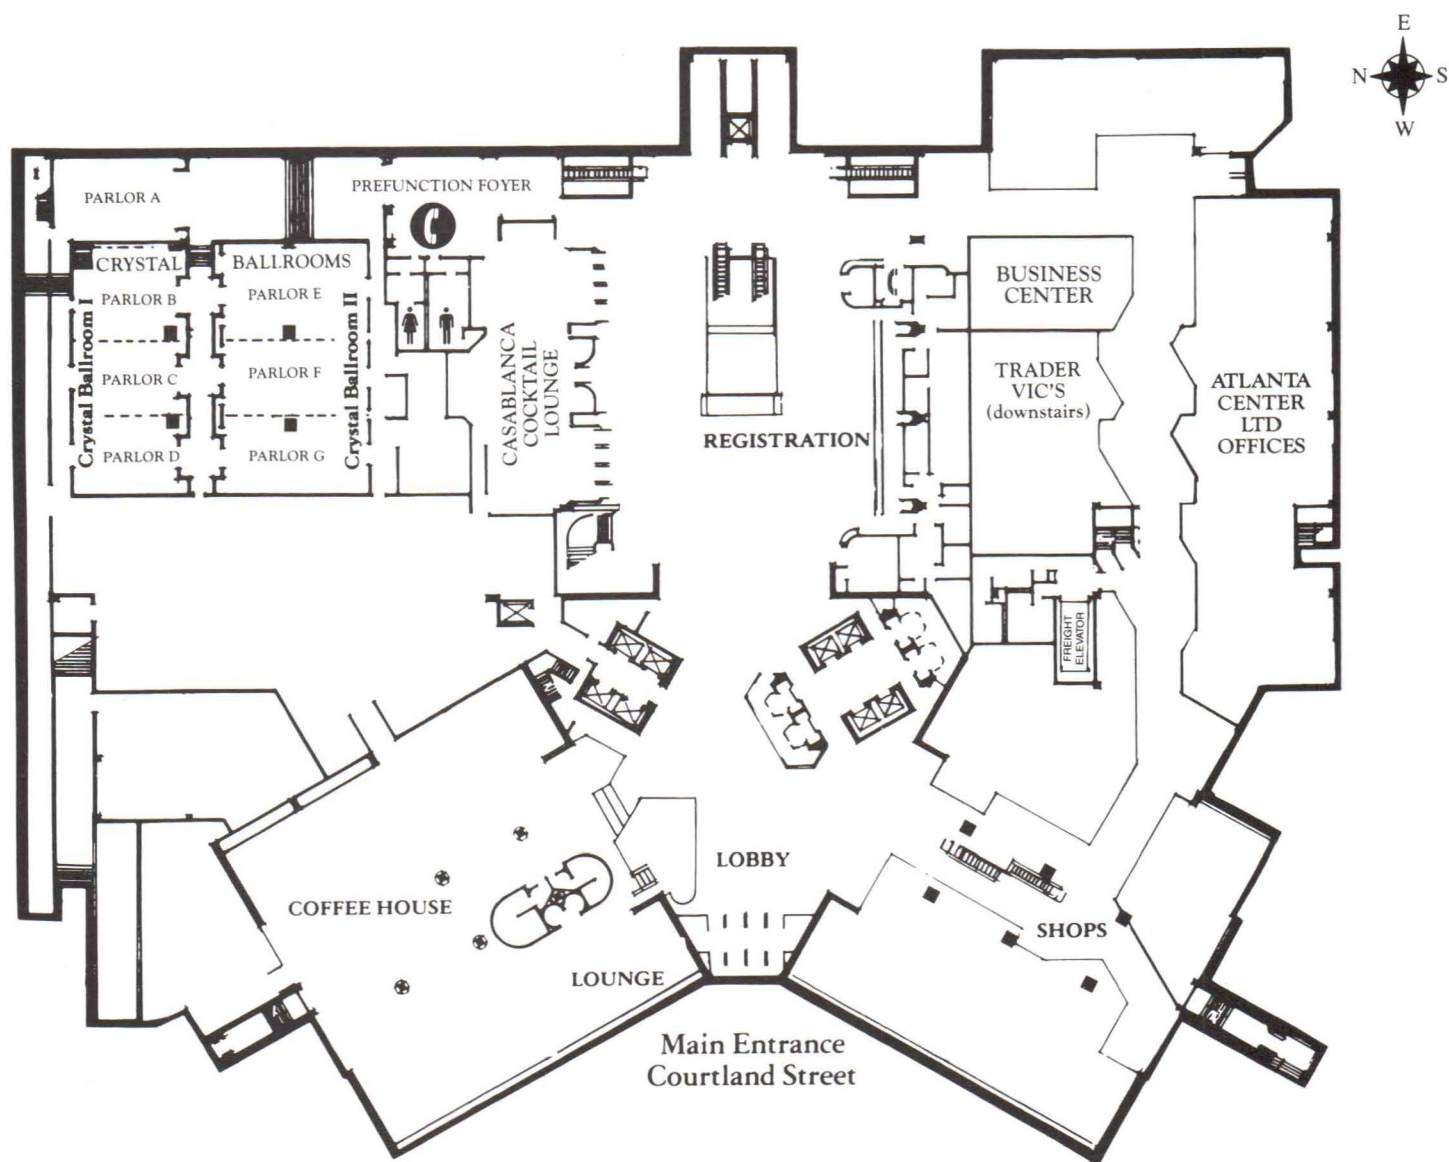 E
N S
W
PARLOR A
PREFUNCTION FOYER
CRYSTAL BALLROOMS
PARLOR B
PARLOR C
PARLOR D
Crystal Ballroom I
PARLOR E
PARLOR F
PARLOR G
Crystal Ballroom II
CASABLANCA
COCKTAIL
LOUNGE
REGISTRATION
BUSINESS
CENTER
TRADER
VIC'S
(downstairs)
ATLANTA
CENTER
LTD
OFFICES
FREIGHT
ELEVATOR
LOBBY
COFFEE HOUSE
LOUNGE
SHOPS
Main Entrance
Courtland Street